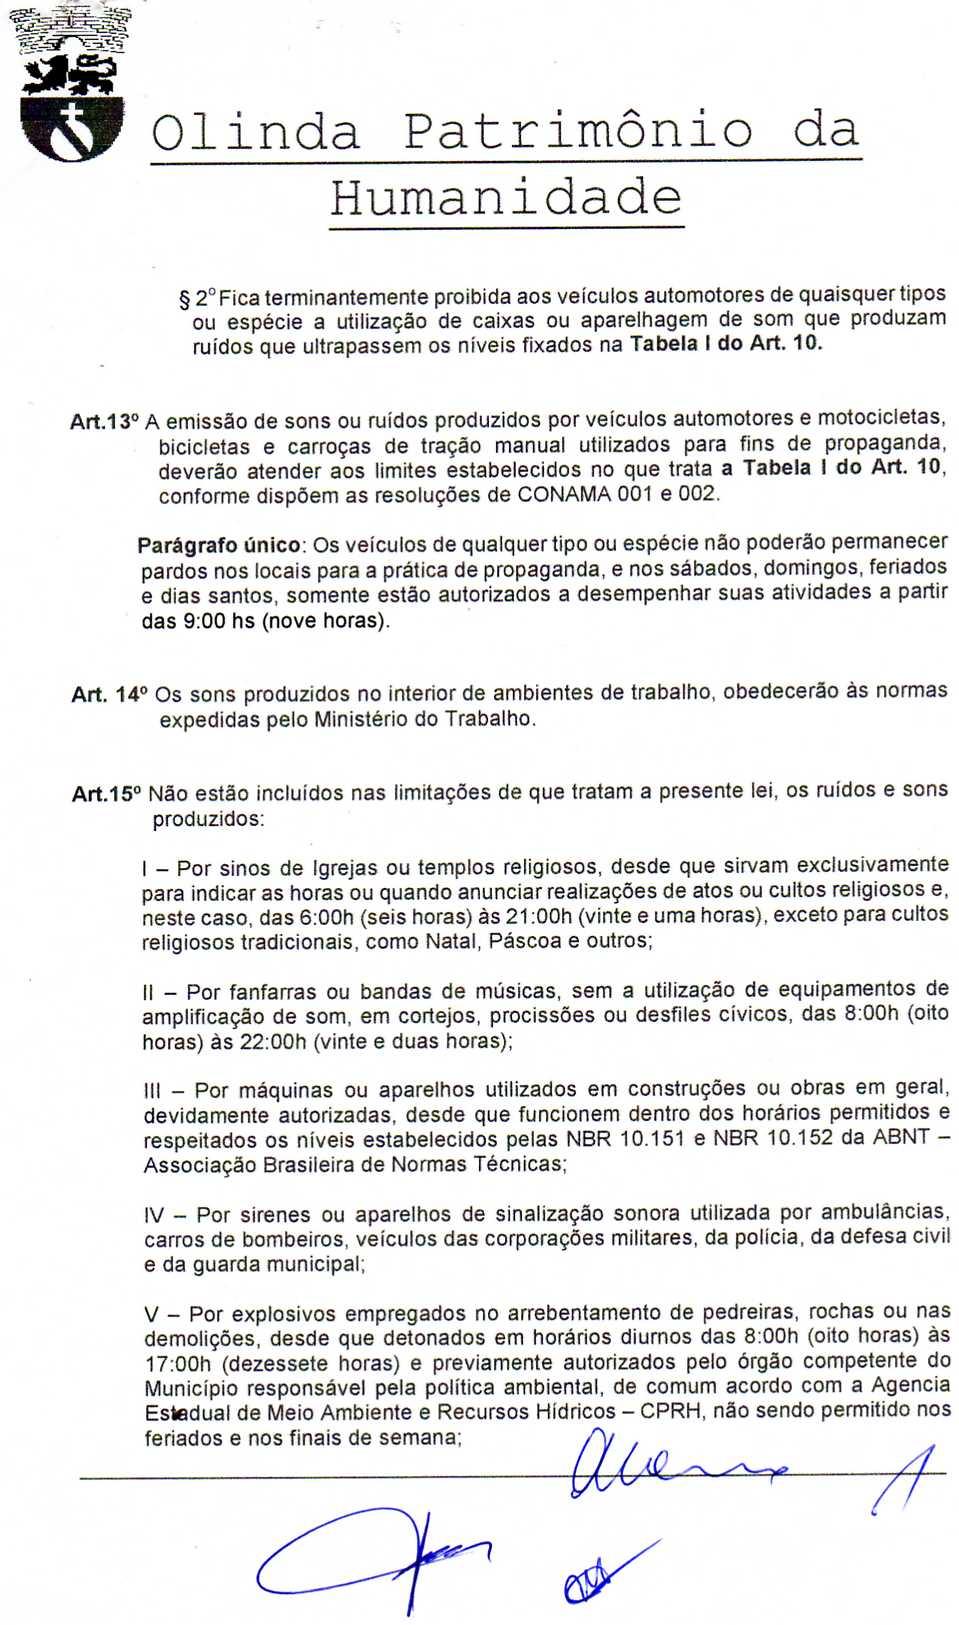 Olinda Patrimônio da
Humanidade
§ 2º Fica terminantemente proibida aos veículos automotores de quaisquer tipos
ou espécie a utilização de caixas ou aparelhagem de som que produzam
ruídos que ultrapassem os níveis fixados na Tabela I do Art. 10.
Art.13º A emissão de sons ou ruídos produzidos por veículos automotores e motocicletas,
bicicletas e carroças de tração manual utilizados para fins de propaganda,
deverão atender aos limites estabelecidos no que trata a Tabela I do Art. 10,
conforme dispõem as resoluções de CONAMA 001 e 002.
Parágrafo único: Os veículos de qualquer tipo ou espécie não poderão permanecer
pardos nos locais para a prática de propaganda, e nos sábados, domingos, feriados
e dias santos, somente estão autorizados a desempenhar suas atividades a partir
das 9:00 hs (nove horas).
Art. 14º Os sons produzidos no interior de ambientes de trabalho, obedecerão às normas
expedidas pelo Ministério do Trabalho.
Art.15º Não estão incluídos nas limitações de que tratam a presente lei, os ruídos e sons
produzidos:
I – Por sinos de Igrejas ou templos religiosos, desde que sirvam exclusivamente
para indicar as horas ou quando anunciar realizações de atos ou cultos religiosos e,
neste caso, das 6:00h (seis horas) às 21:00h (vinte e uma horas), exceto para cultos
religiosos tradicionais, como Natal, Páscoa e outros;
II – Por fanfarras ou bandas de músicas, sem a utilização de equipamentos de
amplificação de som, em cortejos, procissões ou desfiles cívicos, das 8:00h (oito
horas) às 22:00h (vinte e duas horas);
III – Por máquinas ou aparelhos utilizados em construções ou obras em geral,
devidamente autorizadas, desde que funcionem dentro dos horários permitidos e
respeitados os níveis estabelecidos pelas NBR 10.151 e NBR 10.152 da ABNT –
Associação Brasileira de Normas Técnicas;
IV – Por sirenes ou aparelhos de sinalização sonora utilizada por ambulâncias,
carros de bombeiros, veículos das corporações militares, da polícia, da defesa civil
e da guarda municipal;
V – Por explosivos empregados no arrebentamento de pedreiras, rochas ou nas
demolições, desde que detonados em horários diurnos das 8:00h (oito horas) às
17:00h (dezessete horas) e previamente autorizados pelo órgão competente do
Município responsável pela política ambiental, de comum acordo com a Agencia
Estadual de Meio Ambiente e Recursos Hídricos – CPRH, não sendo permitido nos
feriados e nos finais de semana;